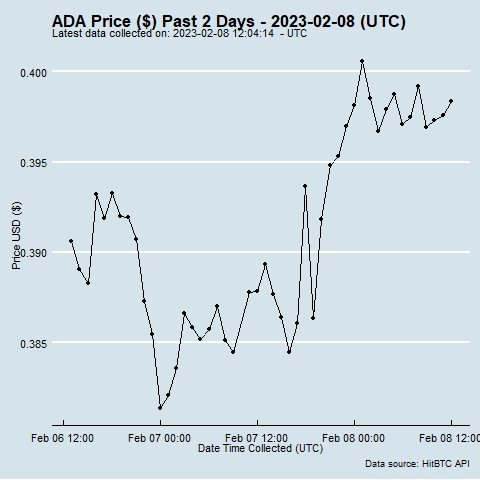 ADA Price ($) Past 2 Days - 2023-02-08 (UTC)
Latest data collected on: 2023-02-08 12:04:14 - UTC
0.400
0.395
0.390
0.385
Price USD ($)
Feb 06 12:00 Feb 07 00:00 Feb 07 12:00 Feb 08 00:00 Feb 08 12:00
Date Time Collected (UTC)
Data source: HitBTC API